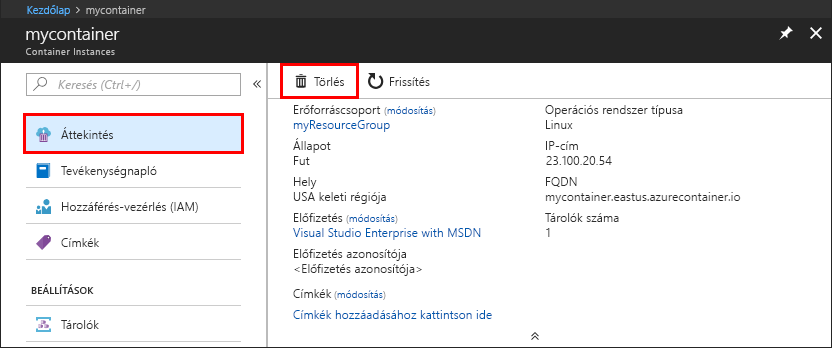 Kezdőlap > mycontainer
mycontainer
Container Instances
Keresés (Ctrl+/)
«
Áttekintés
Tevékenységnapló
Hozzáférés-vezérlés (IAM)
Címkék
BEÁLLÍTÁSOK
Tárolók
Törlés
Frissítés
Erőforráscsoport (módosítás)
myResourceGroup
Állapot
Fut
Hely
USA keleti régiója
Előfizetés (módosítás)
Visual Studio Enterprise with MSDN
Előfizetés azonosítója
<Előfizetés azonosítója>
Címkék (módosítás)
Címkék hozzáadásához kattintson ide
Operációs rendszer típusa
Linux
IP-cím
23.100.20.54
FQDN
mycontainer.eastus.azurecontainer.io
Tárolók száma
1